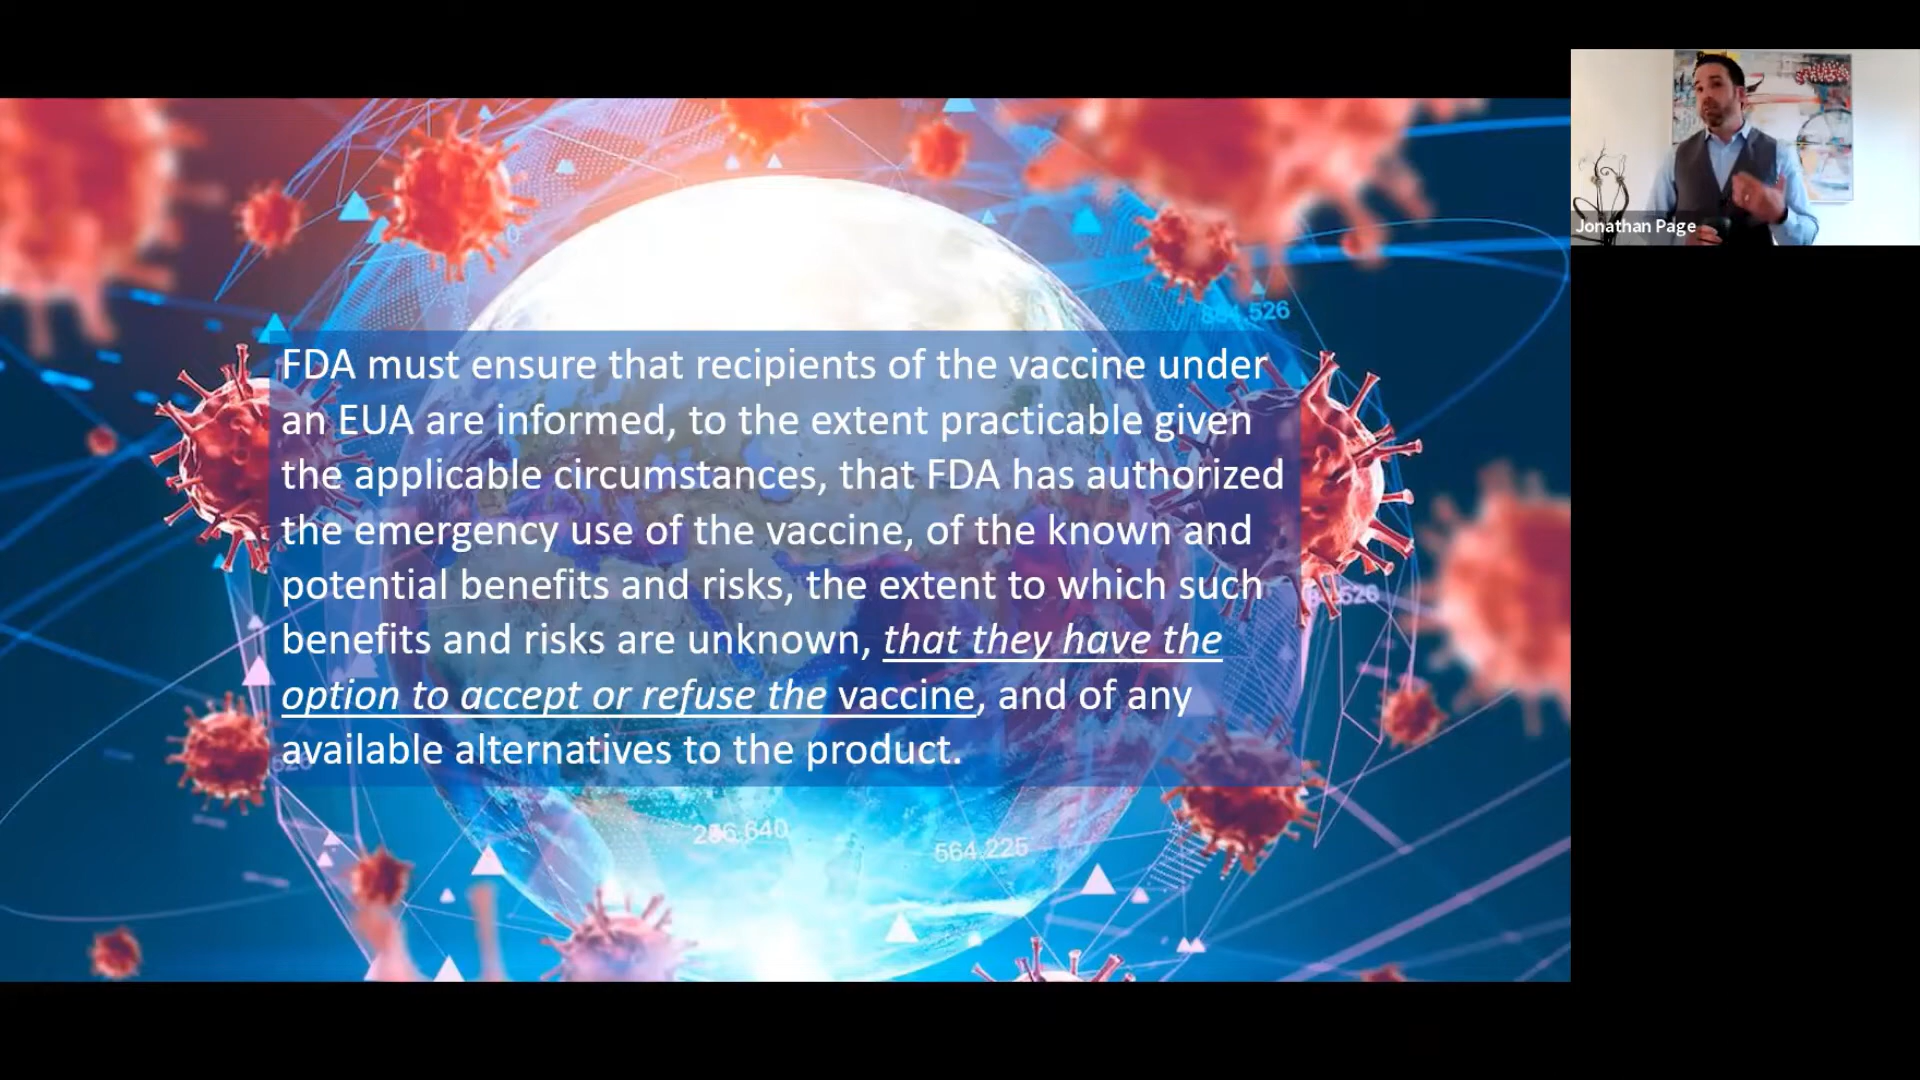 FDA must ensure that recipients of the vaccine under
an EUA are informed, to the extent practicable given
the applicable circumstances, that FDA has authorized
the emergency use of the vaccine, of the known and
potential benefits and risks, the extent to which such
benefits and risks are unknown, that they have the
option to accept or refuse the vaccine, and of any
available alternatives to the product.
564,225
Jonathan Page